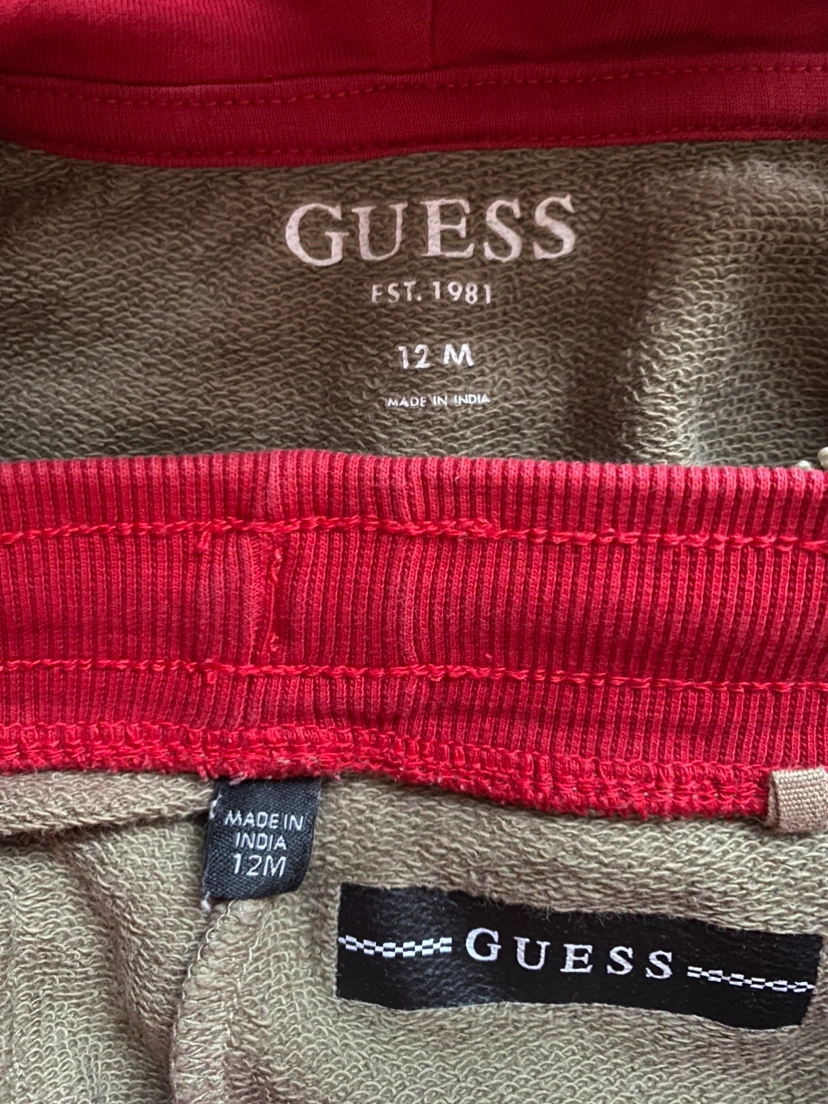 GUESS
EST. 1981
12 M
MADE IN INDIA
MADE IN
INDIA
12M
GUESS